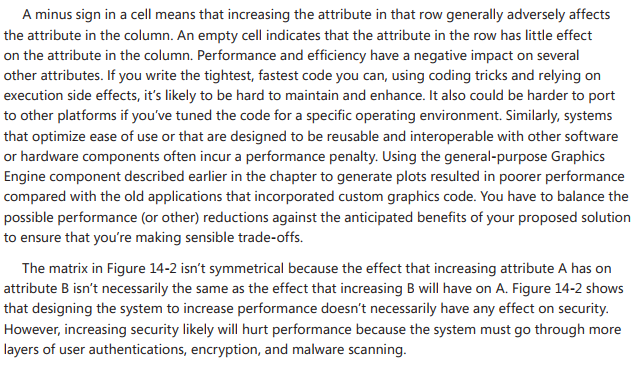 A minus sign in a cell means that increasing the attribute in that row generally adversely affects
the attribute in the column. An empty cell indicates that the attribute in the row has little effect
on the attribute in the column. Performance and efficiency have a negative impact on several
other attributes. If you write the tightest, fastest code you can, using coding tricks and relying on
execution side effects, it’s likely to be hard to maintain and enhance. It also could be harder to port
to other platforms if you’ve tuned the code for a specific operating environment. Similarly, systems
that optimize ease of use or that are designed to be reusable and interoperable with other software
or hardware components often incur a performance penalty. Using the general-purpose Graphics
Engine component described earlier in the chapter to generate plots resulted in poorer performance
compared with the old applications that incorporated custom graphics code. You have to balance the
possible performance (or other) reductions against the anticipated benefits of your proposed solution
to ensure that you’re making sensible trade-offs.
The matrix in Figure 14-2 isn’t symmetrical because the effect that increasing attribute A has on
attribute B isn’t necessarily the same as the effect that increasing B will have on A. Figure 14-2 shows
that designing the system to increase performance doesn’t necessarily have any effect on security.
However, increasing security likely will hurt performance because the system must go through more
layers of user authentications, encryption, and malware scanning.